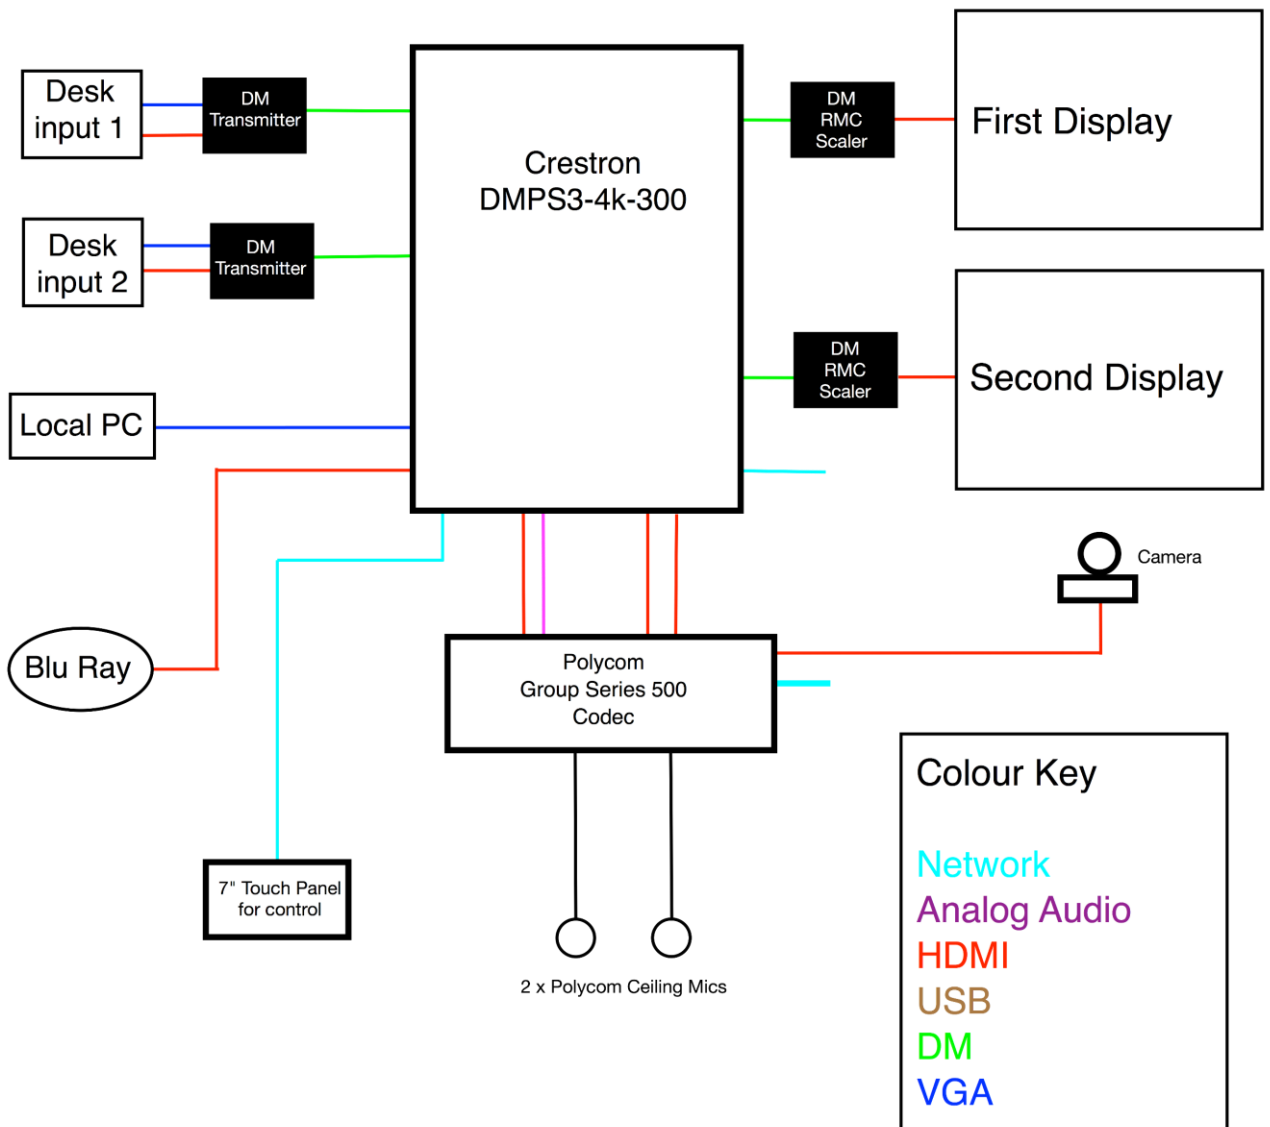 Desk
input 1
DM
Transmitter
Crestron
DMPS3-4k-300
DM
RMC
Scaler
First Display
Desk
input 2
DM
Transmitter
DM
RMC
Scaler
Second Display
Local PC
Camera
Blu Ray
Polycom
Group Series 500
Codec
7" Touch Panel
for control
2 x Polycom Ceiling Mics
Colour Key
Network
Analog Audio
HDMI
USB
DM
VGA